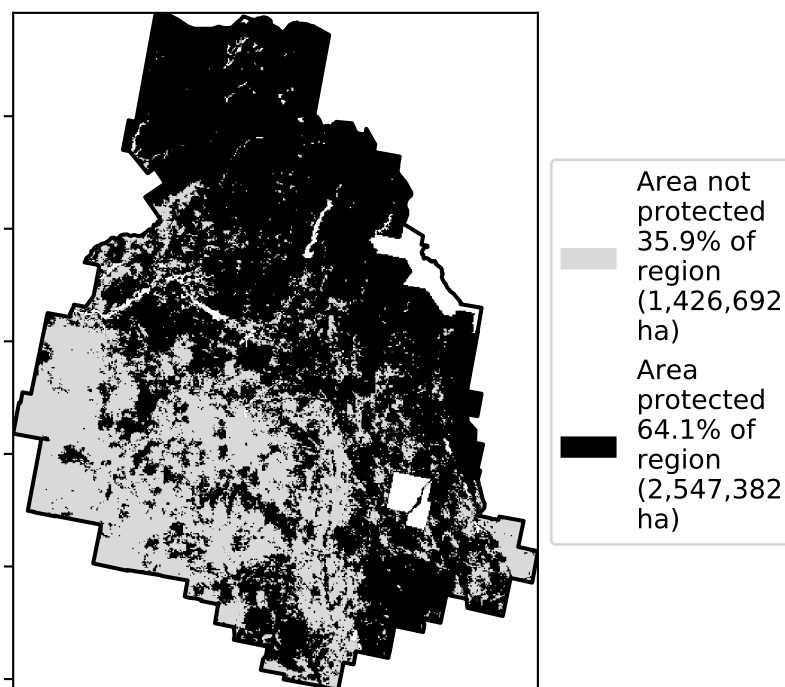 Area not
protected
35.9% of
region
(1,426,692
ha)
Area
protected
64.1% of
region
(2,547,382
ha)